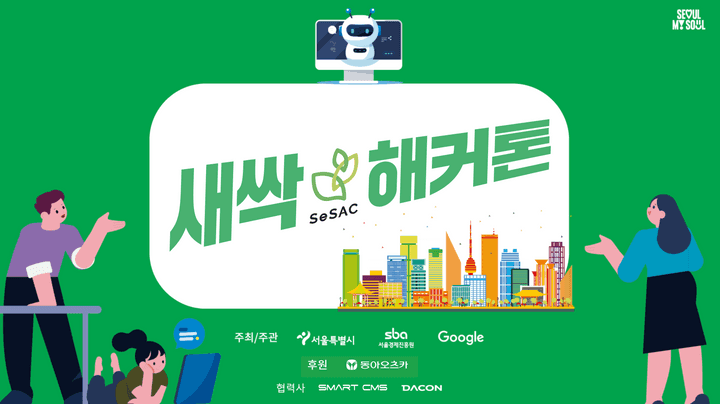 SEOUL
MY SOUL
새싹 SeSAC 해커톤
주최/주관 서울특별시 sba 서울경제진흥원 Google
후원 동아오츠카
협력사 SMART CMS DACON